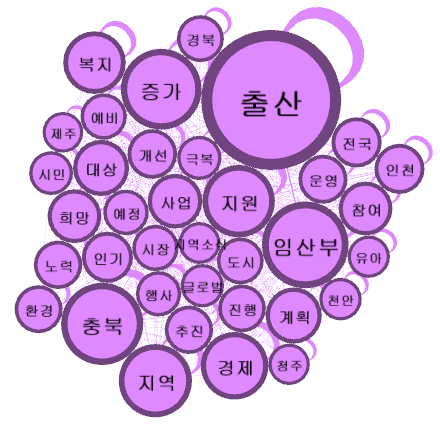 경북
복지
증가
출산
예비
제주
전국
개선
극복
인천
시민
대상
운영
사업
지원
참여
희망
예정
시장
지역소식
임산부
노력
인기
도시
유아
행사
글로벌
천안
환경
진행
계획
충북
추진
경제
청주
지역